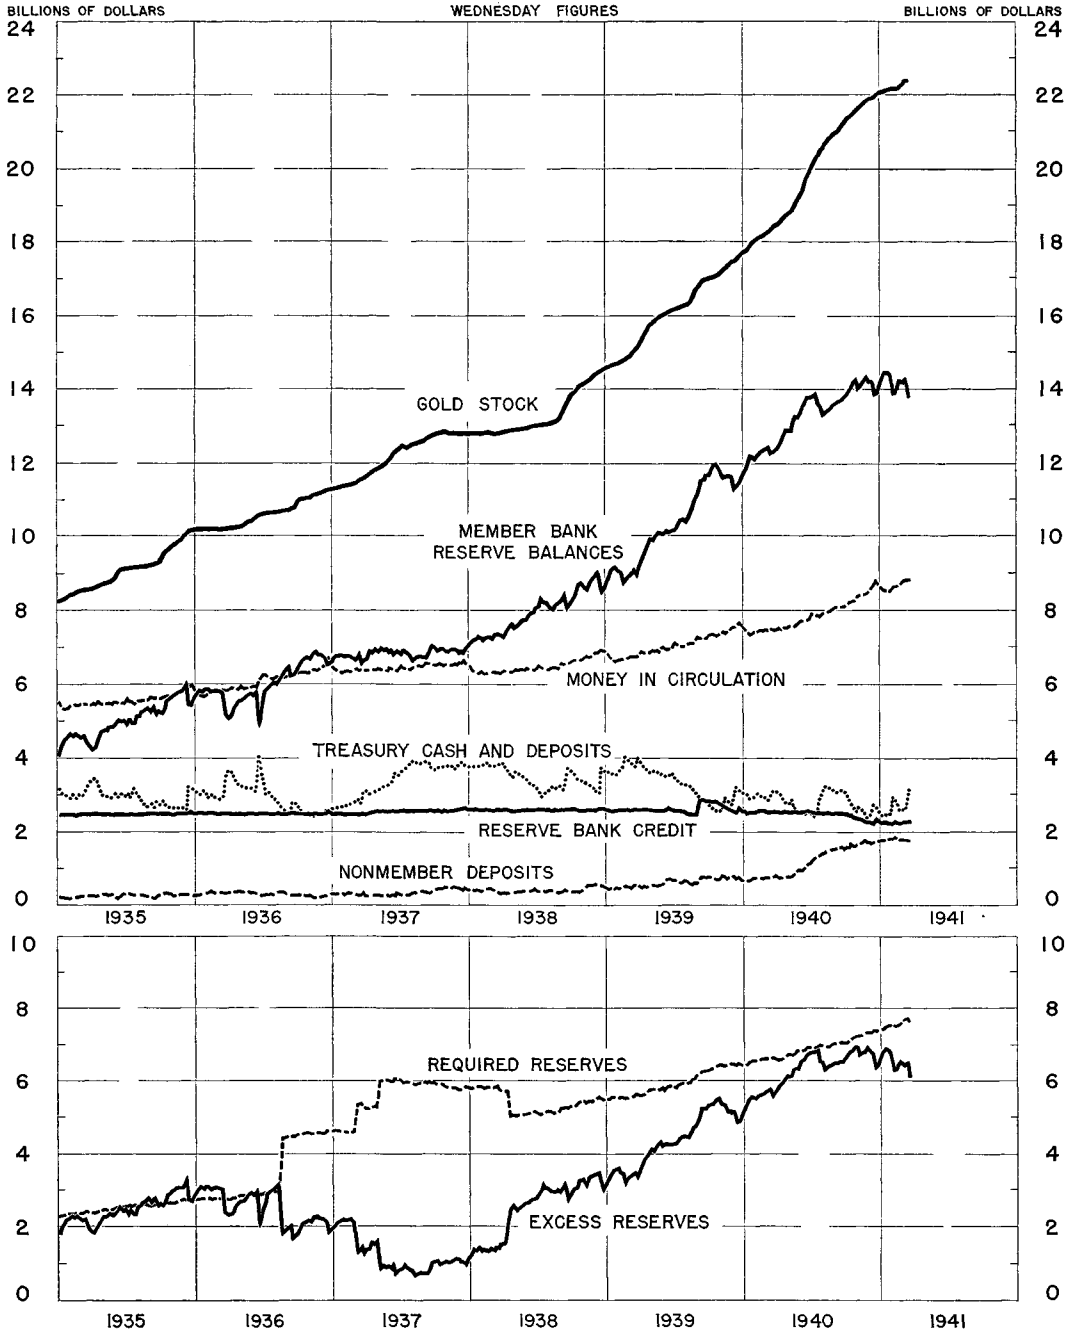 BILLIONS OF DOLLARS WEDNESDAY FIGURES BILLIONS OF DOLLARS
24 24
22 22
20 20
18 18
16 16
14 14
GOLD STOCK
12 12
MEMBER BANK
10 10
RESERVE BALANCES
8 8
MONEY IN CIRCULATION
6 6
TREASURY CASH AND DEPOSITS
4 4
RESERVE BANK CREDIT
2 2
NONMEMBER DEPOSITS
0 0
1935 1936 1937 1938 1939 1940 1941
10 10
8 8
REQUIRED RESERVES
6 6
4 4
EXCESS RESERVES
2 2
0 0
1935 1936 1937 1938 1939 1940 1941